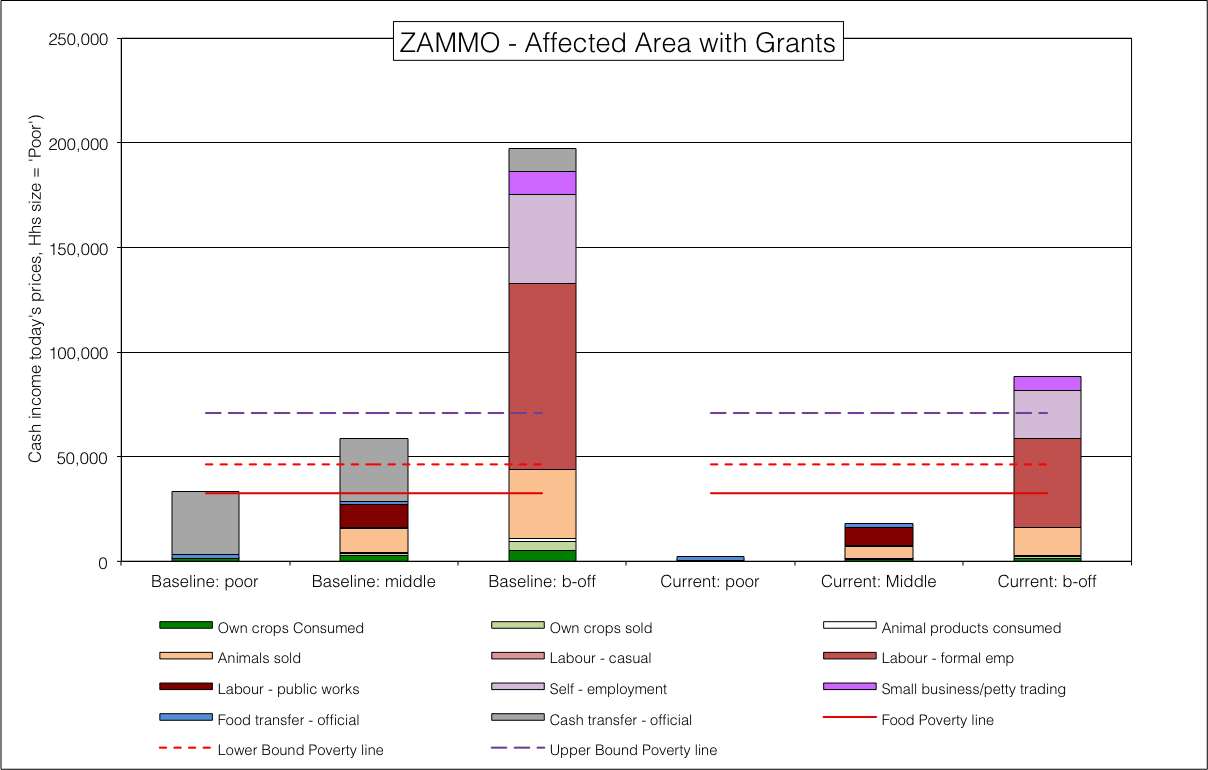 ZAMMO - Affected Area with Grants
Cash income today's prices, Hhs size = 'Poor')
250,000
200,000
150,000
100,000
50,000
0
Baseline: poor Baseline: middle Baseline: b-off Current: poor Current: Middle Current: b-off
Own crops Consumed Own crops sold Animal products consumed
Animals sold Labour - casual Labour - formal emp
Labour - public works Self - employment Small business/petty trading
Food transfer - official Cash transfer - official Food Poverty line
Lower Bound Poverty line Upper Bound Poverty line